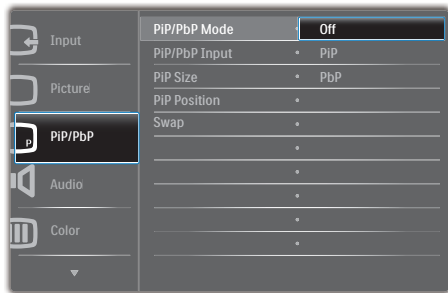 Input
Picture
PiP/PbP
P
Audio
Color
PiP/PbP Mode
PiP/PbP Input
PiP Size
PiP Position
Swap
Off
PiP
PbP